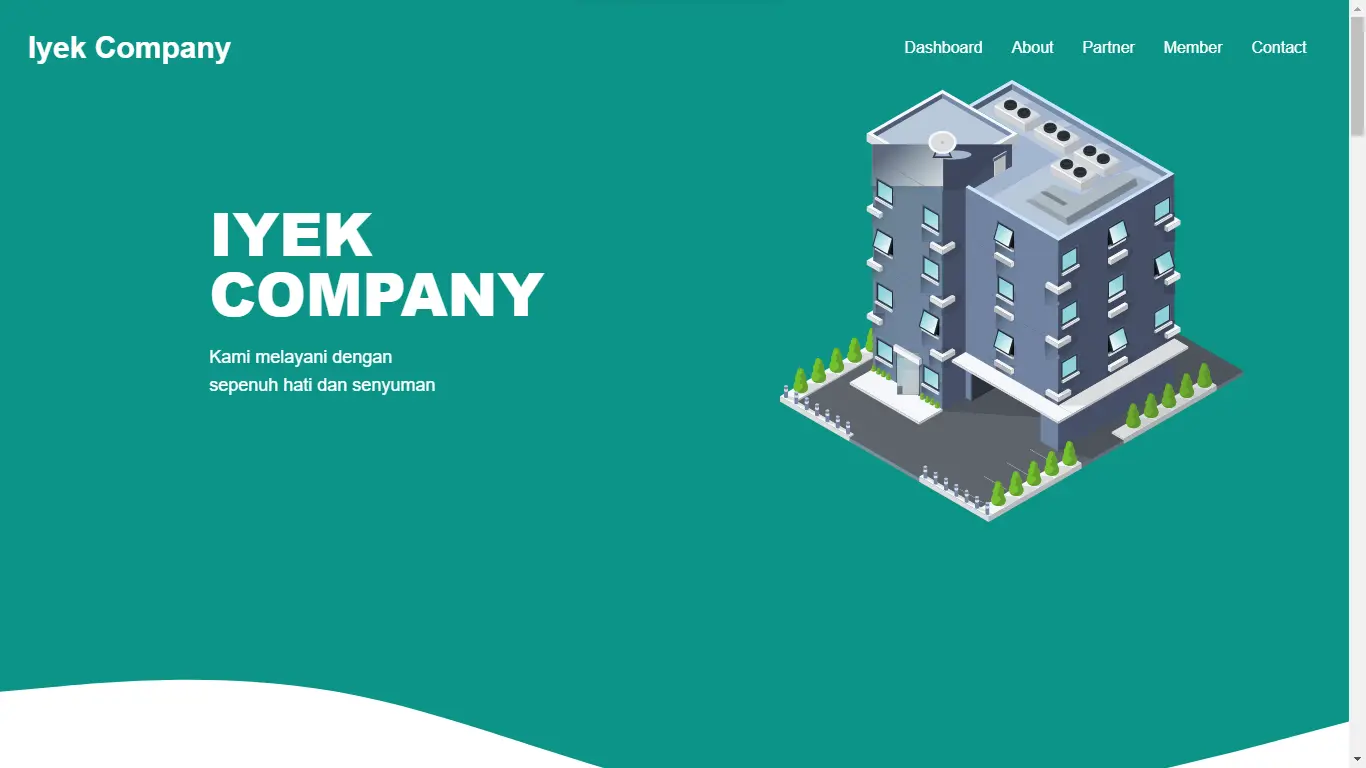 Iyek Company
Dashboard About Partner Member Contact
IYEK
COMPANY
Kami melayani dengan
sepenuh hati dan senyuman